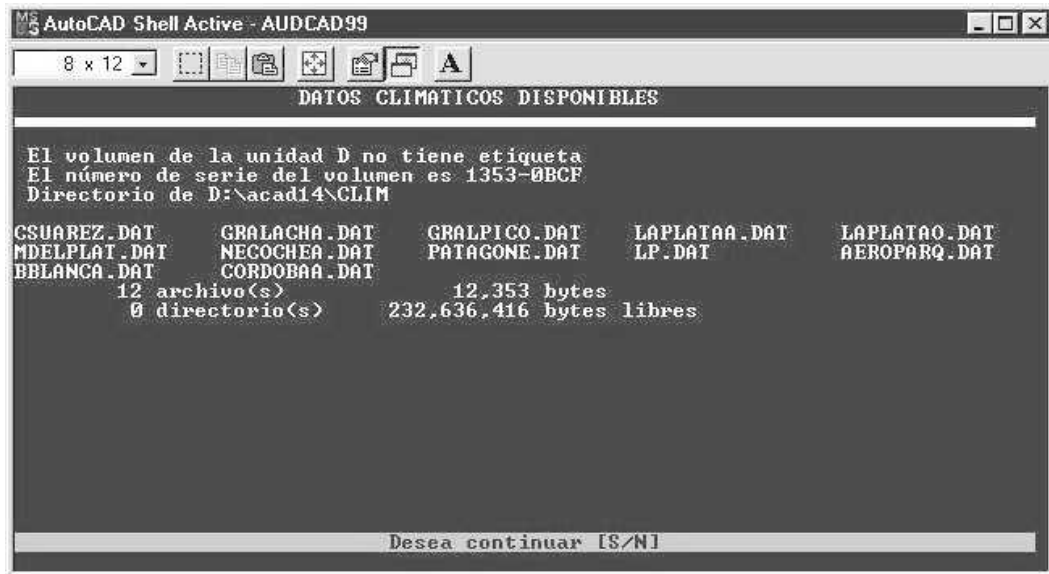 AutoCAD Shell Active - AUDCAD99
8 x 12 A
DATOS CLIMATICOS DISPONIBLES
El volumen de la unidad D no tiene etiqueta
El número de serie del volumen es 1353-0BCF
Directorio de D:\acad14\CLIM
CSUAREZ.DAT GRALACHA.DAT GRALPICO.DAT LAPLATAA.DAT LAPLATAO.DAT
MDELPLAT.DAT NECOCHEA.DAT PATAGONE.DAT LP.DAT AEROPARQ.DAT
BBLANCA.DAT CORDOBAA.DAT
12 archivo(s) 12,353 bytes
0 directorio(s) 232,636,416 bytes libres
Desea continuar [S/N]